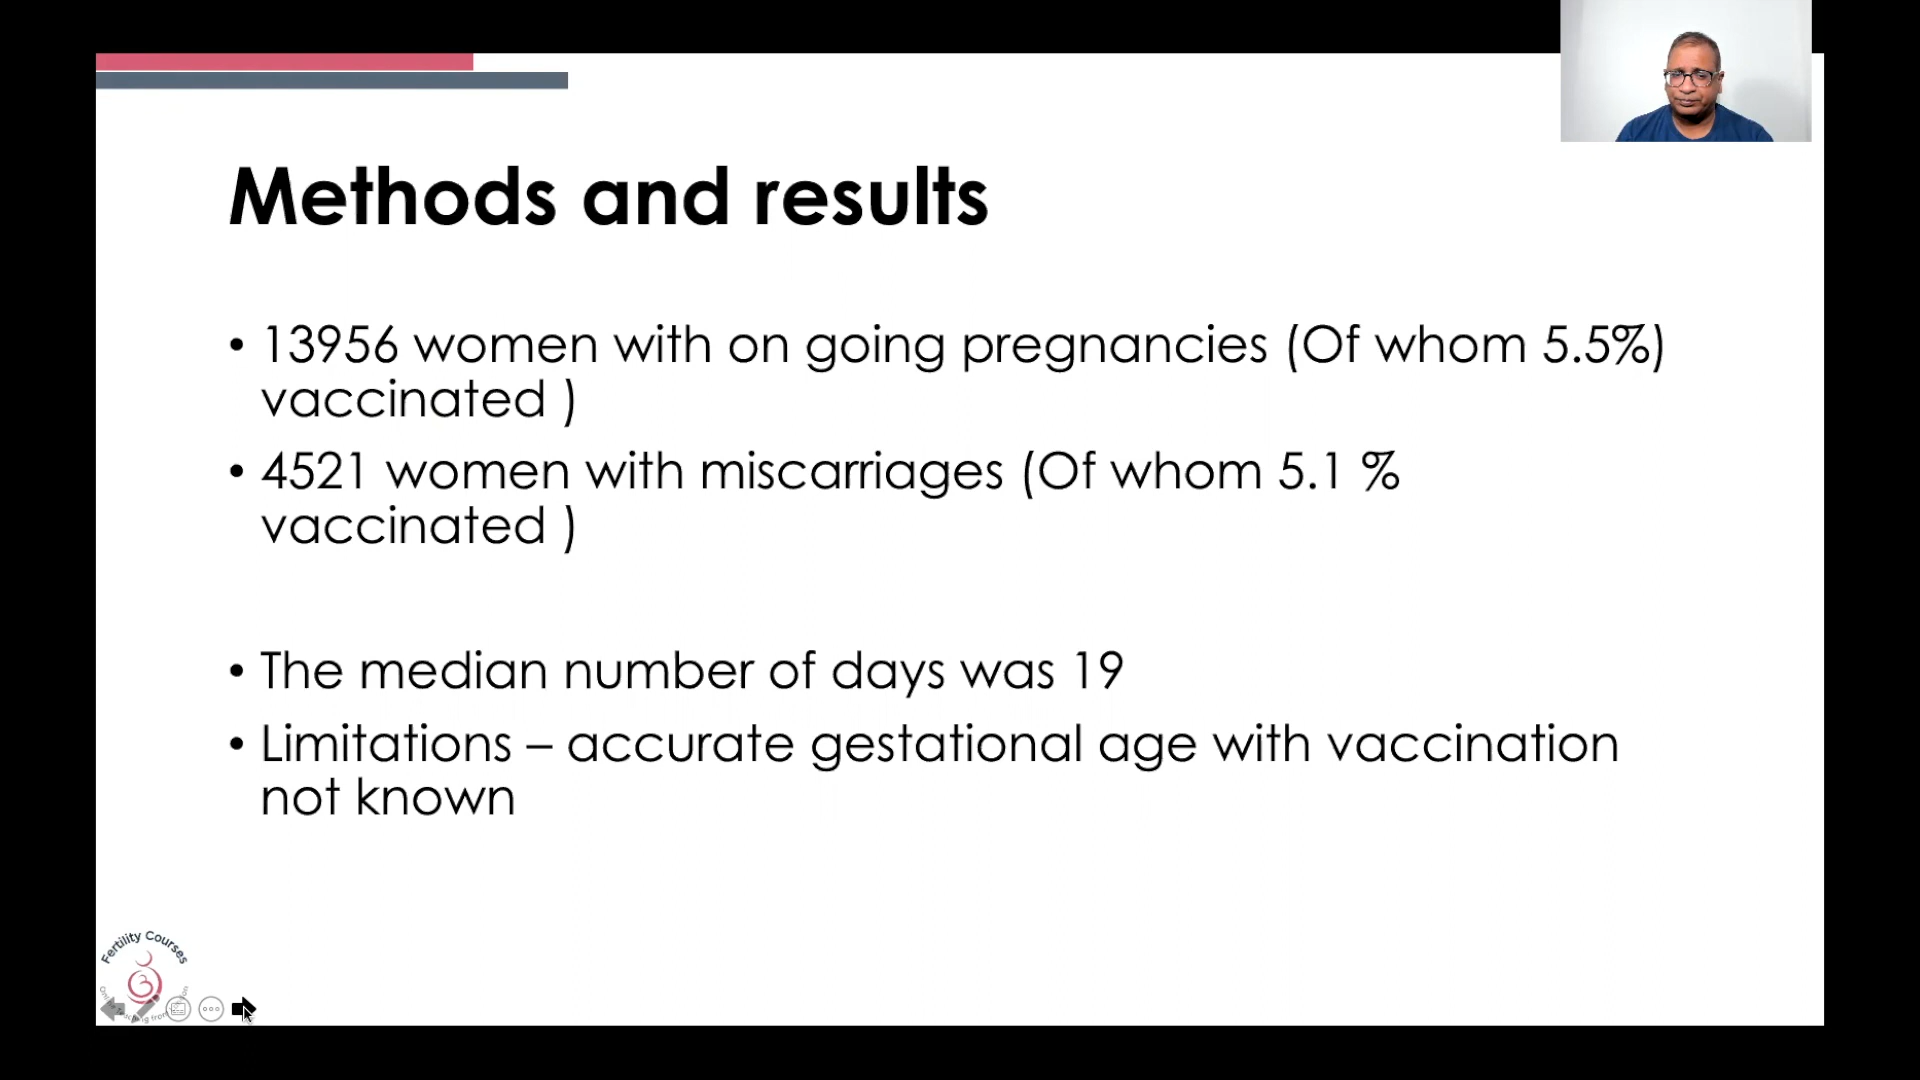 Methods and results
• 13956 women with on going pregnancies (Of whom 5.5%)
vaccinated )
• 4521 women with miscarriages (Of whom 5.1 %
vaccinated )
• The median number of days was 19
• Limitations – accurate gestational age with vaccination
not known
Fertility Courses